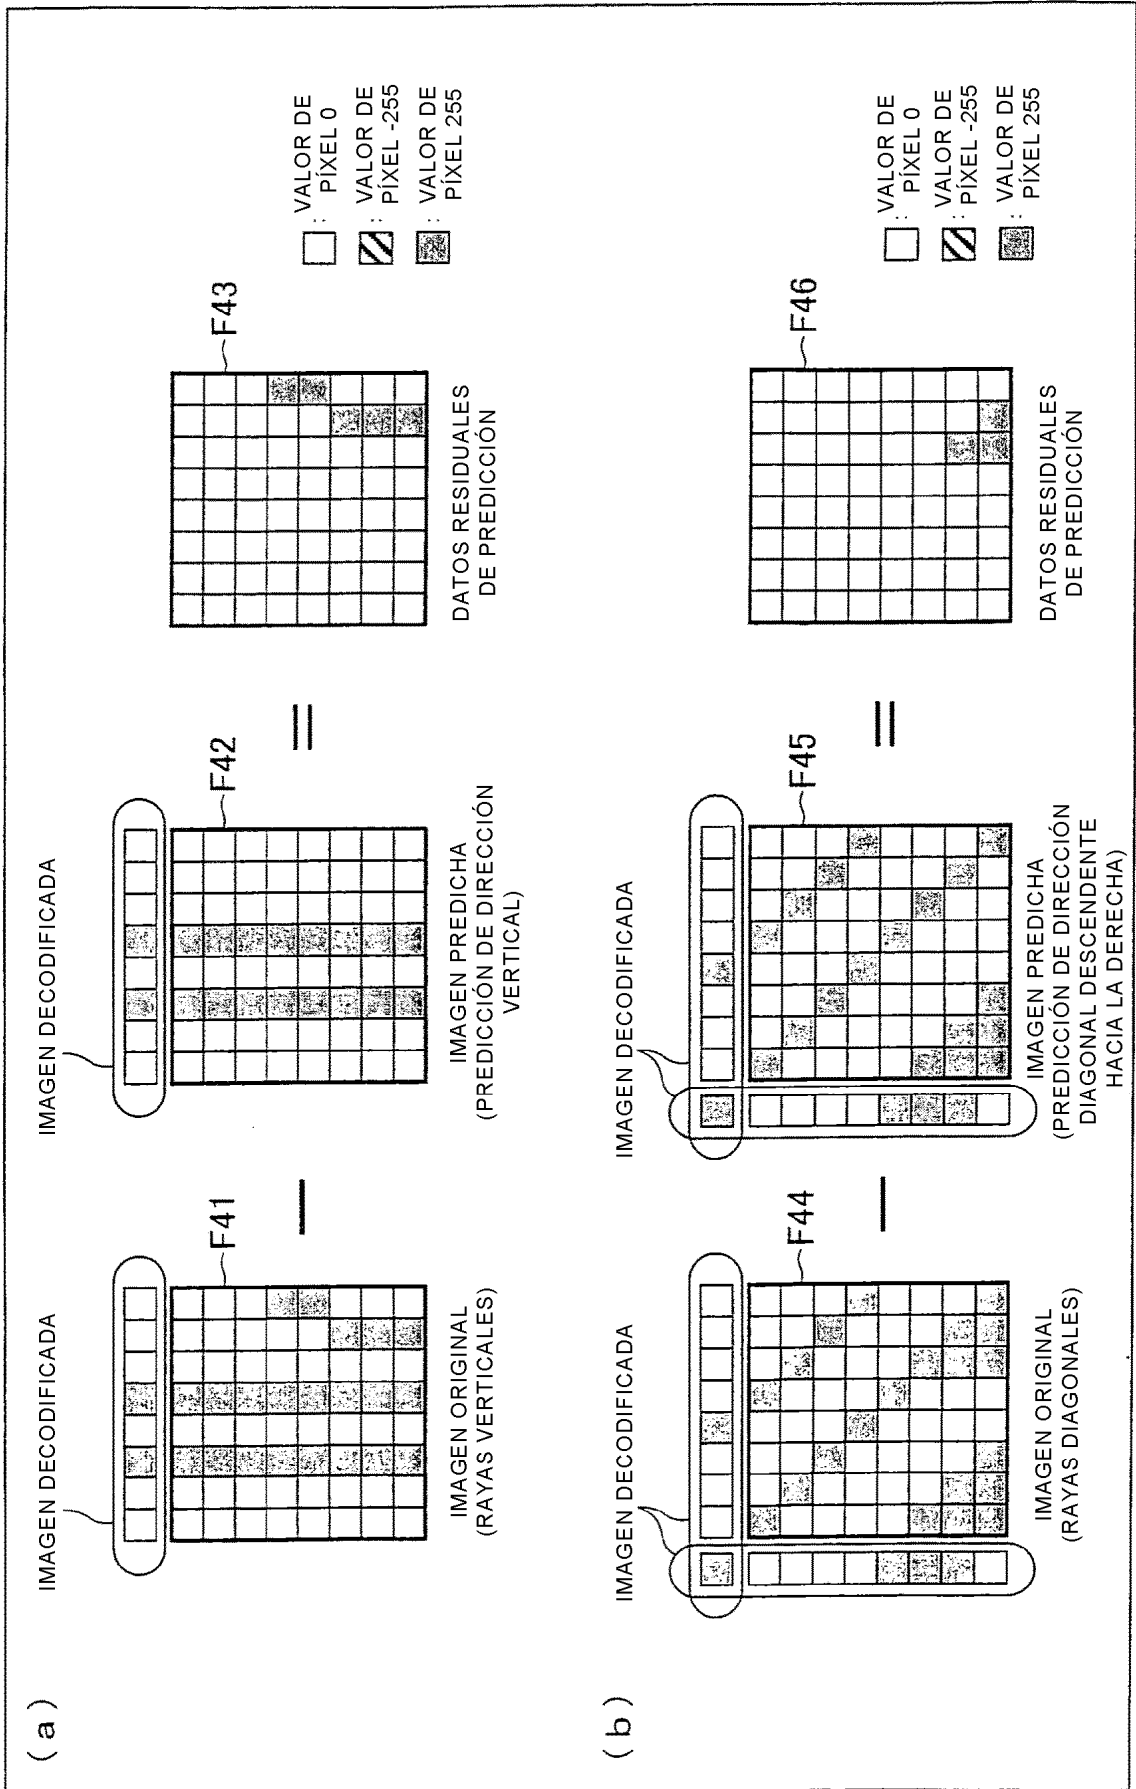 (a)
IMAGEN DECODIFICADA
F41
IMAGEN ORIGINAL
(RAYAS VERTICALES)
IMAGEN DECODIFICADA
F42
IMAGEN PREDICHA
(PREDICCIÓN DE DIRECCIÓN
VERTICAL)
F43
DATOS RESIDUALES
DE PREDICCIÓN
: VALOR DE
PÍXEL 0
: VALOR DE
PÍXEL -255
: VALOR DE
PÍXEL 255
(b)
IMAGEN DECODIFICADA
F44
IMAGEN ORIGINAL
(RAYAS DIAGONALES)
IMAGEN DECODIFICADA
F45
IMAGEN PREDICHA
(PREDICCIÓN DE DIRECCIÓN
DIAGONAL DESCENDENTE
HACIA LA DERECHA)
F46
DATOS RESIDUALES
DE PREDICCIÓN
: VALOR DE
PÍXEL 0
: VALOR DE
PÍXEL -255
: VALOR DE
PÍXEL 255